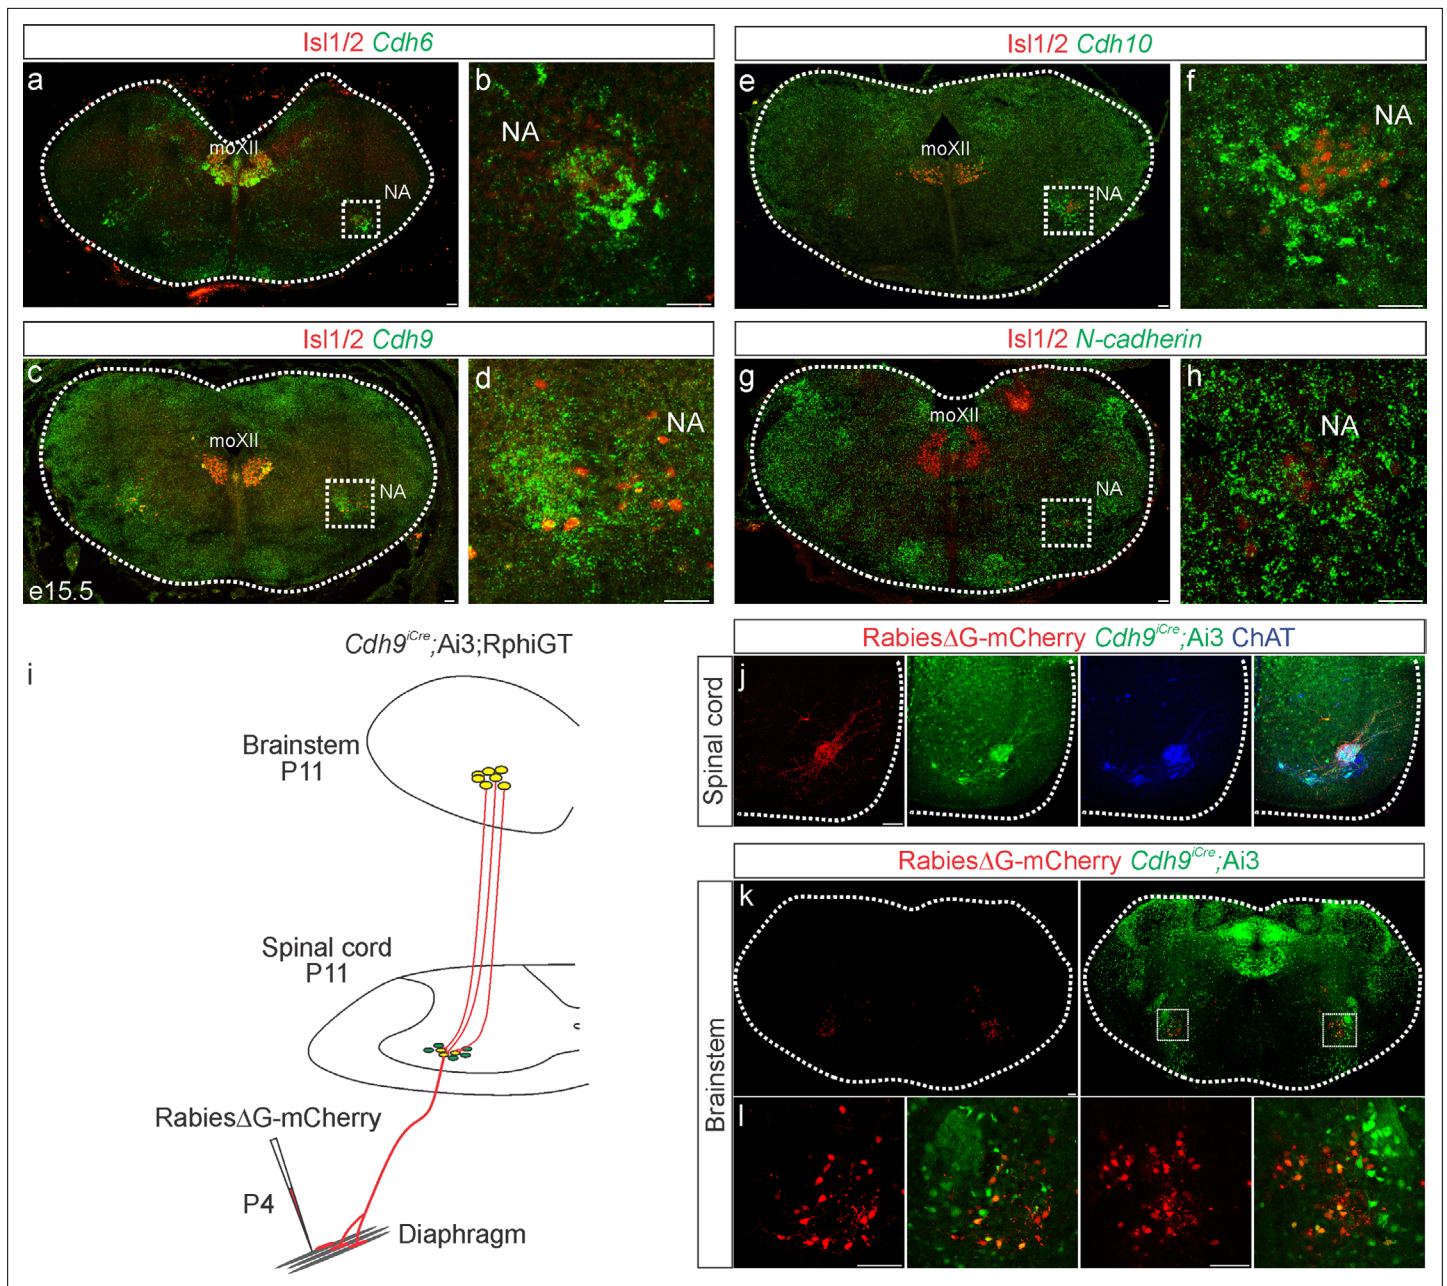 Isl1/2 Cdh6
a
moXII
NA
b
NA
Isl1/2 Cdh10
e
moXII
NA
f
NA
Isl1/2 Cdh9
c
moXII
NA
e15.5
d
NA
Isl1/2 N-cadherin
g
moXII
NA
h
NA
i
Cdh9iCre;Ai3;RphiGT
Brainstem
P11
Spinal cord
P11
RabiesΔG-mCherry
P4
Diaphragm
RabiesΔG-mCherry Cdh9iCre;Ai3 ChAT
Spinal cord
j
RabiesΔG-mCherry Cdh9iCre;Ai3
Brainstem
k
l